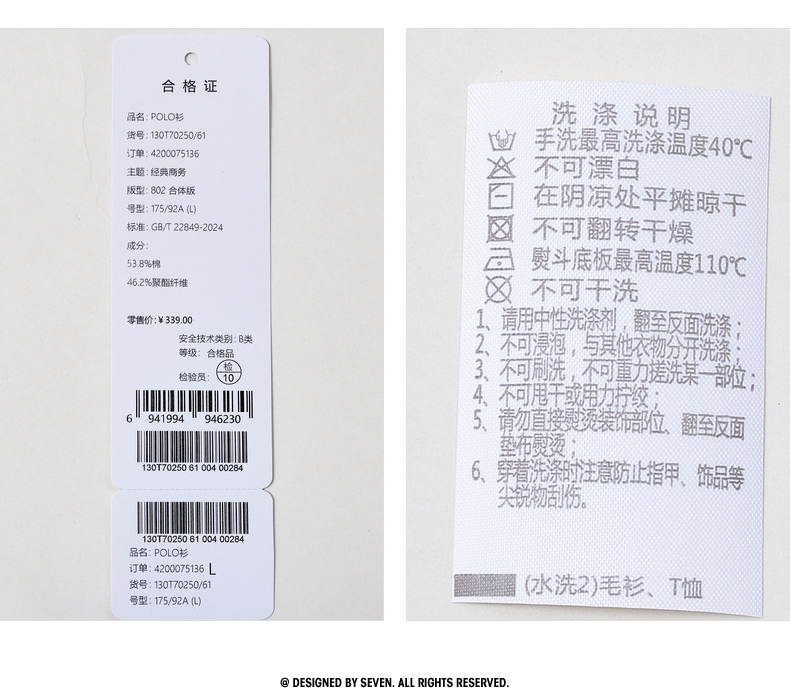 合格证
品名: POLO衫
货号: 130T70250/61
订单: 4200075136
主题: 经典商务
版型: 802 合体版
号型: 175/92A (L)
标准: GB/T 22849-2024
成分:
53.8%棉
46.2%聚酯纤维
零售价: ¥ 339.00
安全技术类别: B类
等级: 合格品
检验员: 检 10
6 941994 946230
130T70250 61 004 00284
130T70250 61 004 00284
品名: POLO衫
订单: 4200075136 L
货号: 130T70250/61
号型: 175/92A (L)
洗涤说明
手洗最高洗涤温度40℃
不可漂白
在阴凉处平摊晾干
不可翻转干燥
熨斗底板最高温度110℃
不可干洗
1、请用中性洗涤剂，翻至反面洗涤；
2、不可浸泡，与其他衣物分开洗涤；
3、不可刷洗，不可重力搓洗某一部位；
4、不可甩干或用力拧绞；
5、请勿直接熨烫装饰部位、翻至反面
垫布熨烫；
6、穿着洗涤时注意防止指甲、饰品等
尖锐物刮伤。
(水洗2)毛衫、T恤
@ DESIGNED BY SEVEN. ALL RIGHTS RESERVED.